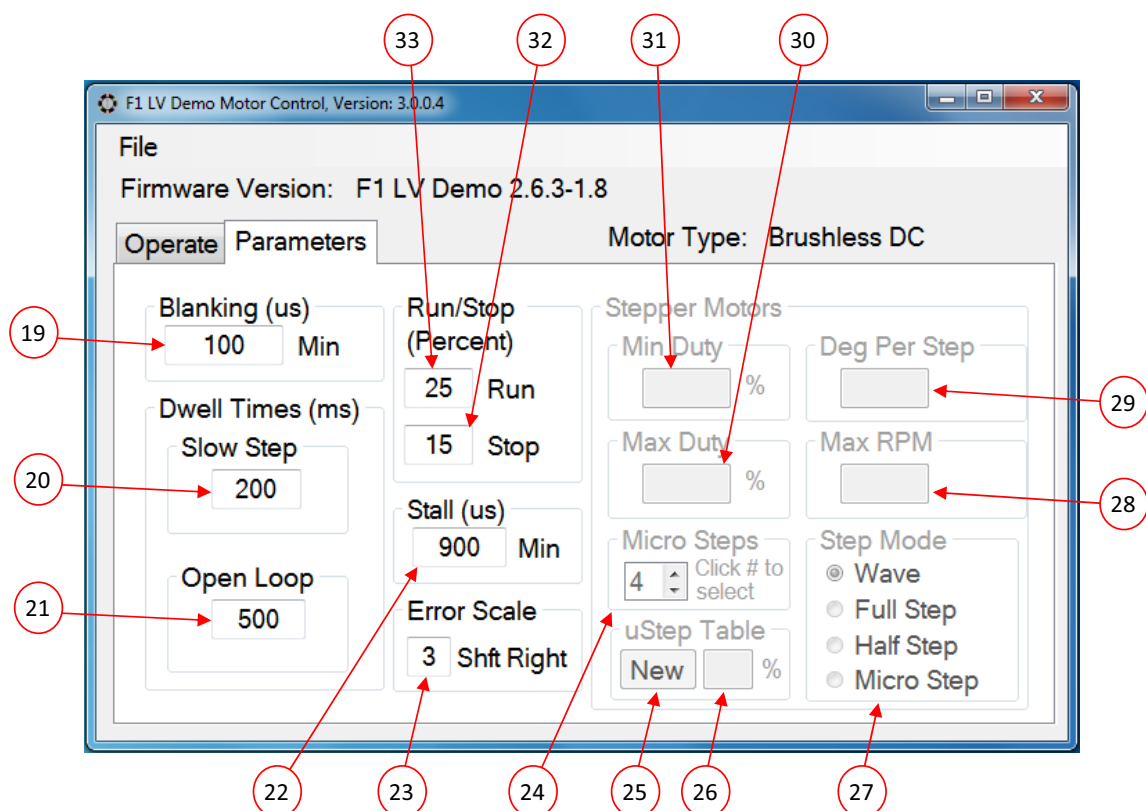 33 32 31 30
F1 LV Demo Motor Control, Version: 3.0.0.4
File
Firmware Version: F1 LV Demo 2.6.3-1.8
Operate Parameters
Motor Type: Brushless DC
19
Blanking (us)
100 Min
Dwell Times (ms)
20
Slow Step
200
21
Open Loop
500
Run/Stop
(Percent)
25 Run
15 Stop
Stall (us)
900 Min
Error Scale
3 Shft Right
Stepper Motors
Min Duty
%
Deg Per Step
29
Max Duty
%
Max RPM
28
Micro Steps
4 Click # to
select
uStep Table
New %
Step Mode
Wave
Full Step
Half Step
Micro Step
22 23 24 25 26 27